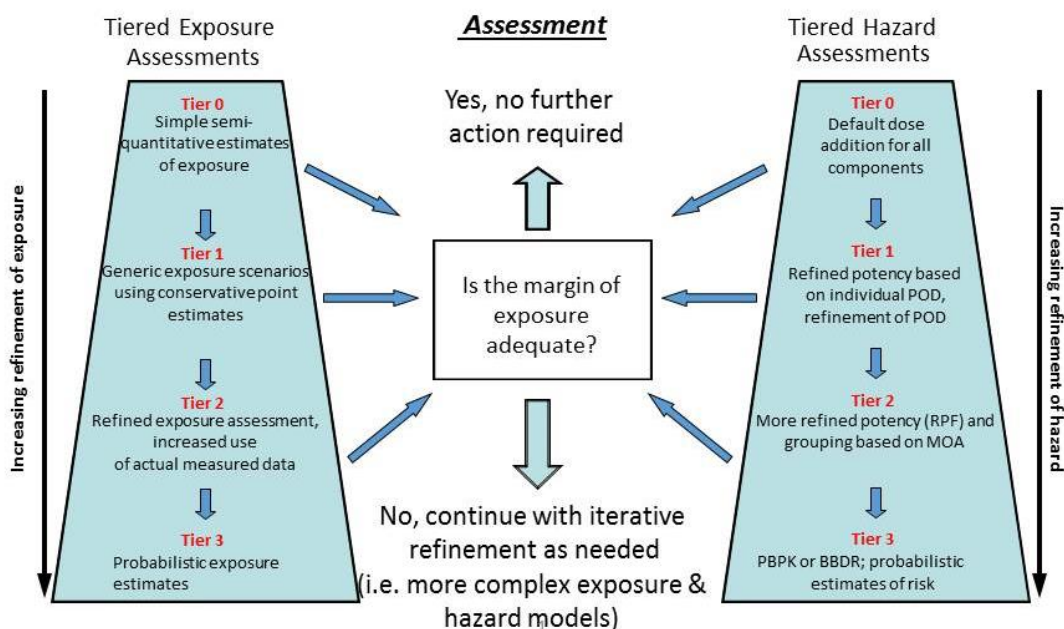 Tiered Exposure
Assessments
Assessment
Tiered Hazard
Assessments
Increasing refinement of exposure
Tier 0
Simple semi-
quantitative estimates
of exposure
Tier 1
Generic exposure scenarios
using conservative point
estimates
Tier 2
Refined exposure assessment,
increased use
of actual measured data
Tier 3
Probabilistic exposure
estimates
Yes, no further
action required
Is the margin of
exposure
adequate?
No, continue with iterative
refinement as needed
(i.e. more complex exposure &
hazard models)
Tier 0
Default dose
addition for all
components
Tier 1
Refined potency based
on individual POD,
refinement of POD
Tier 2
More refined potency (RPF) and
grouping based on MOA
Tier 3
PBPK or BBDR; probabilistic
estimates of risk
Increasing refinement of hazard